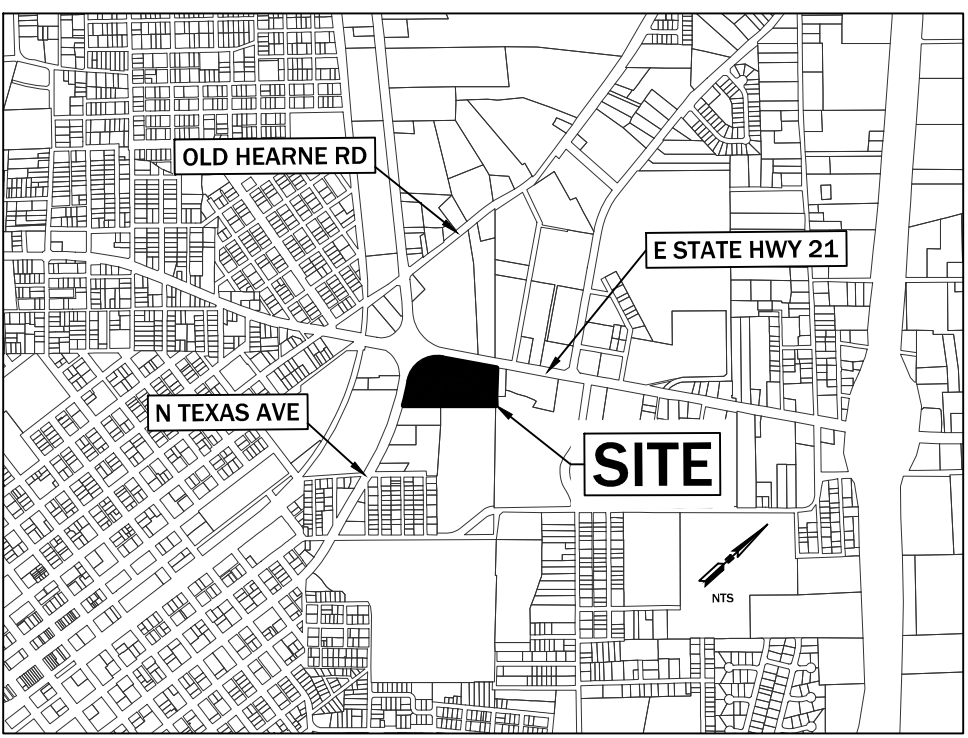 OLD HEARNE RD
E STATE HWY 21
N TEXAS AVE
SITE
NTS